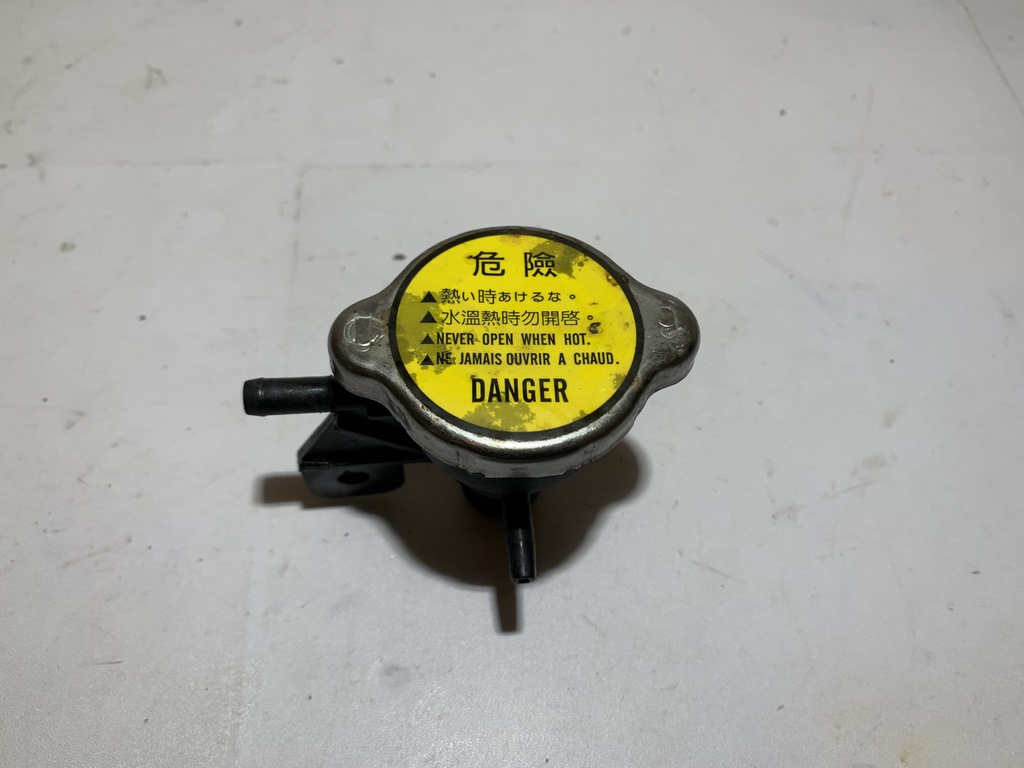 危險
▲熱い時あけるな。
▲水溫熱時勿開啓。
▲NEVER OPEN WHEN HOT.
▲NE JAMAIS OUVRIR A CHAUD.
DANGER